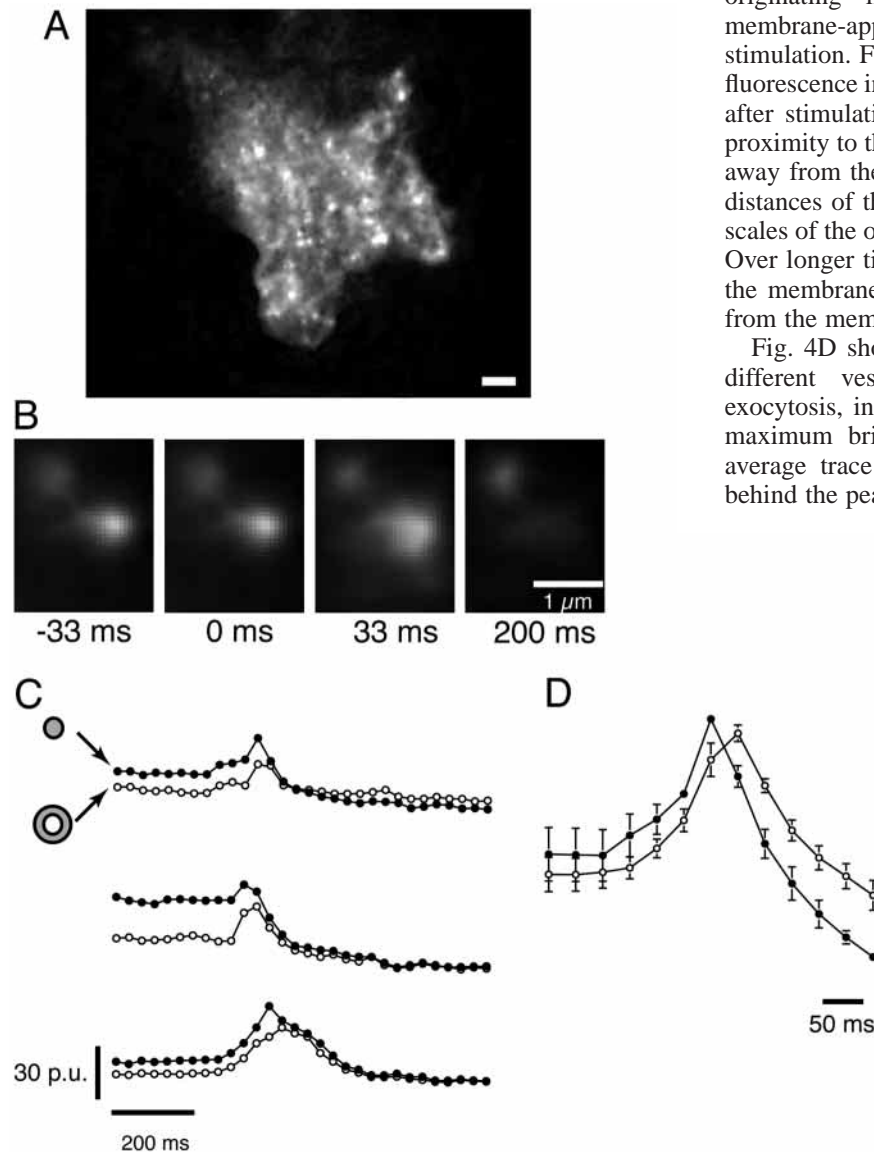 A
originating
membrane-app
stimulation. F
fluorescence in
after stimulati
proximity to th
away from the
distances of th
scales of the o
Over longer ti
the membrane
from the mem
Fig. 4D sho
different ves
exocytosis, in
maximum bri
average trace
behind the pea
B
1 µm
-33 ms 0 ms 33 ms 200 ms
C
D
30 p.u.
200 ms
50 ms